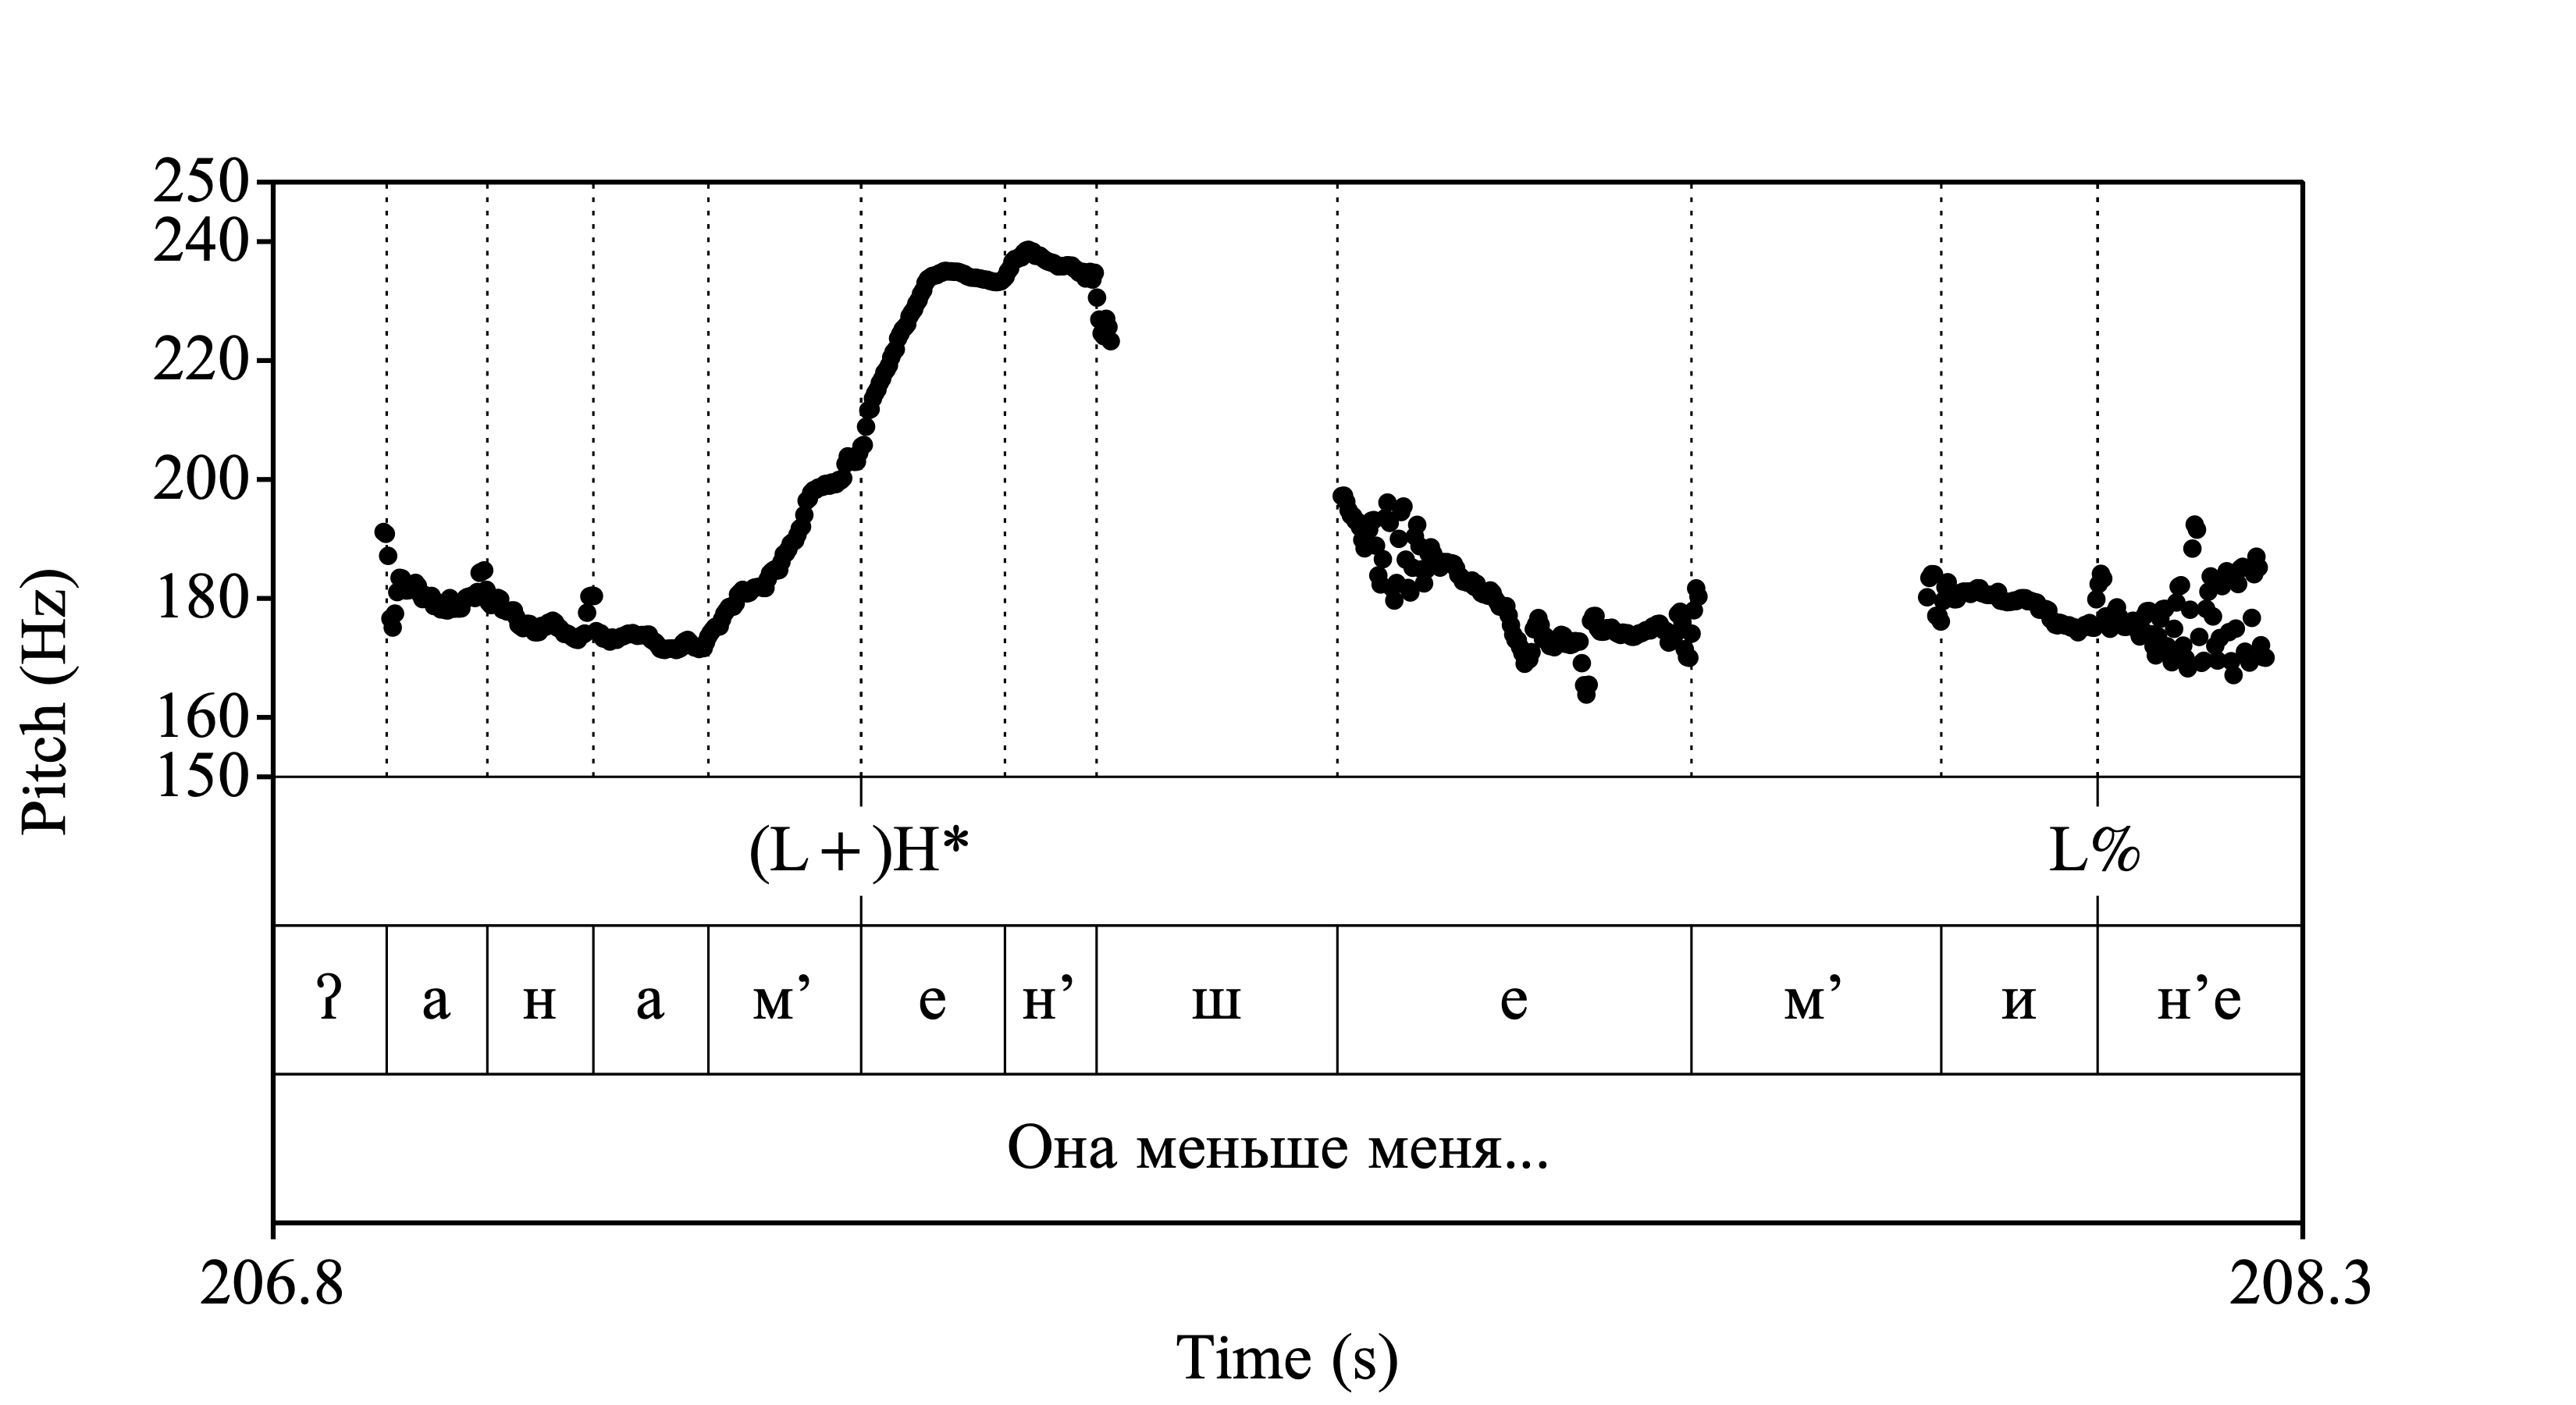 250
240
220
200
180
160
150
Pitch (Hz)
(L+)H* L%
ʔ а н а м’ е н’ ш е м’ и н’е
Она меньше меня...
206.8 208.3
Time (s)